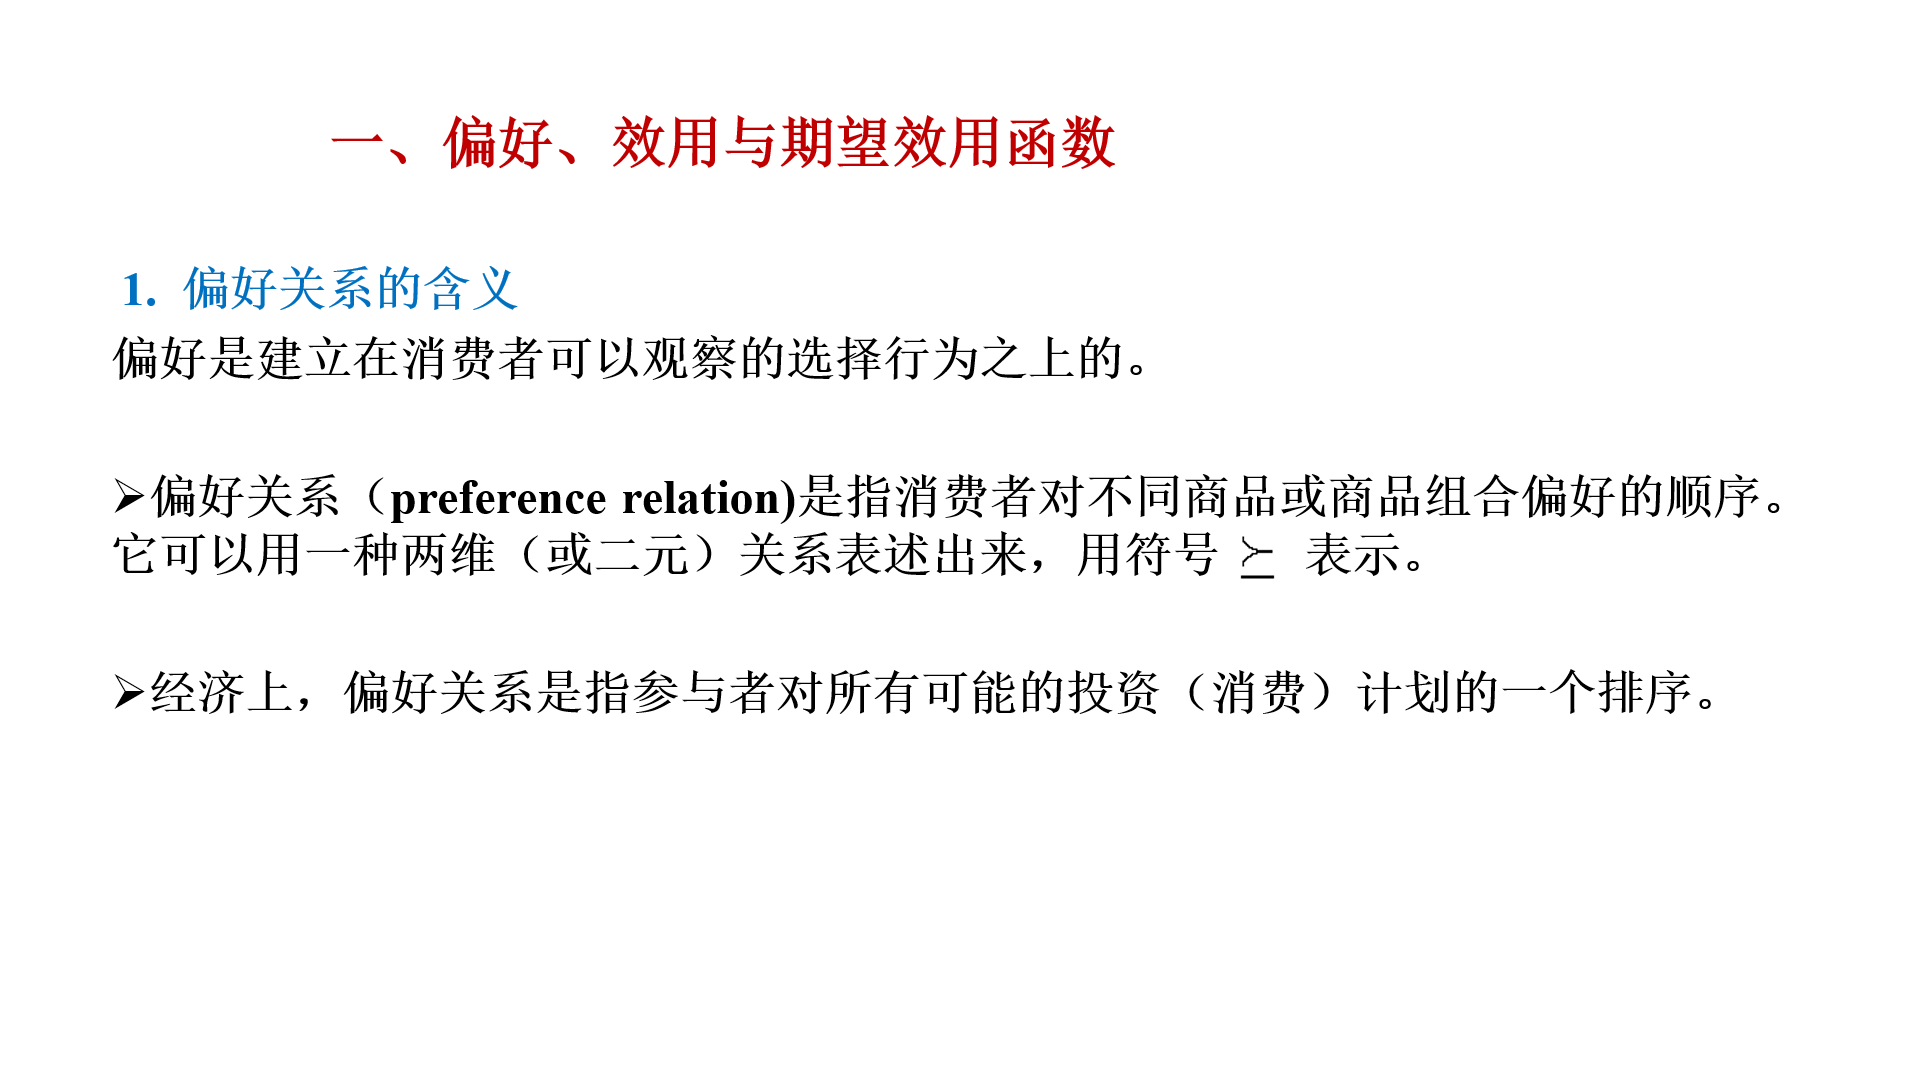 一、偏好、效用与期望效用函数
1. 偏好关系的含义
偏好是建立在消费者可以观察的选择行为之上的。
➢偏好关系（preference relation)是指消费者对不同商品或商品组合偏好的顺序。
它可以用一种两维（或二元）关系表述出来，用符号 ≽ 表示。
➢经济上，偏好关系是指参与者对所有可能的投资（消费）计划的一个排序。